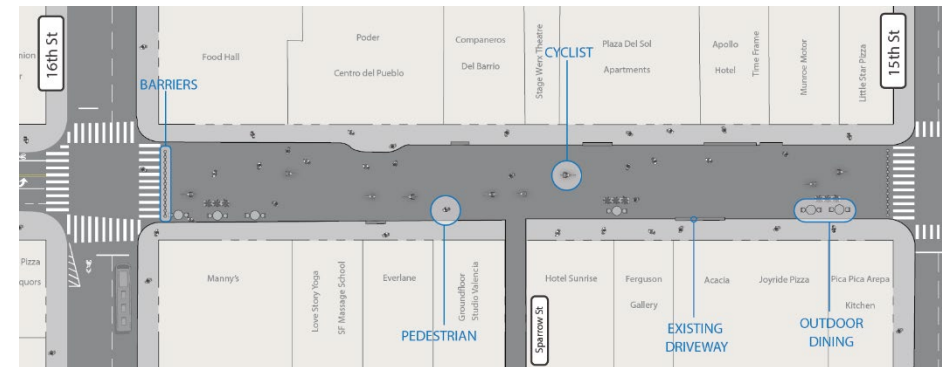 16th St
BARRIERS
Food Hall
Poder
Centro del Pueblo
Companeros
Del Barrio
Stage Werx Theatre
CYCLIST
Plaza Del Sol
Apartments
Apollo
Hotel
Time Frame
Munroe Motor
Little Star Pizza
15th St
Pizza
Manny's
Love Story Yoga
SF Massage School
Everlane
Groundfloor
Studio Valencia
PEDESTRIAN
Sparrow St
Hotel Sunrise
Ferguson
Gallery
Acacia
EXISTING
DRIVEWAY
Joyride Pizza
OUTDOOR
DINING
Pica Pica Arepa
Kitchen